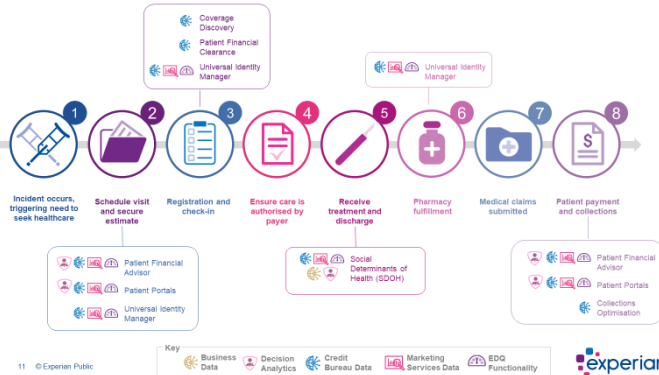 Coverage
Discovery
Patient Financial
Clearance
Universal Identity
Manager
Universal Identity
Manager
1
2
3
4
5
6
7
8
$
Incident occurs,
triggering need to
seek healthcare
Schedule visit and
secure
estimate
Registration and
check-in
Ensure care is
authorised by
payer
Receive
treatment and
discharge
Pharmacy
fulfillment
Medical claims
submitted
Patient payment
and collections
Patient Financial
Advisor
Patient Portals
Universal Identity
Manager
Social
Determinants of
Health (SDOH)
Patient Financial
Advisor
Patient Portals
Collections
Optimisation
Key
Business
Data
Decision
Analytics
Credit
Bureau Data
Marketing
Services Data
EDQ
Functionality
11 © Experian Public
experian